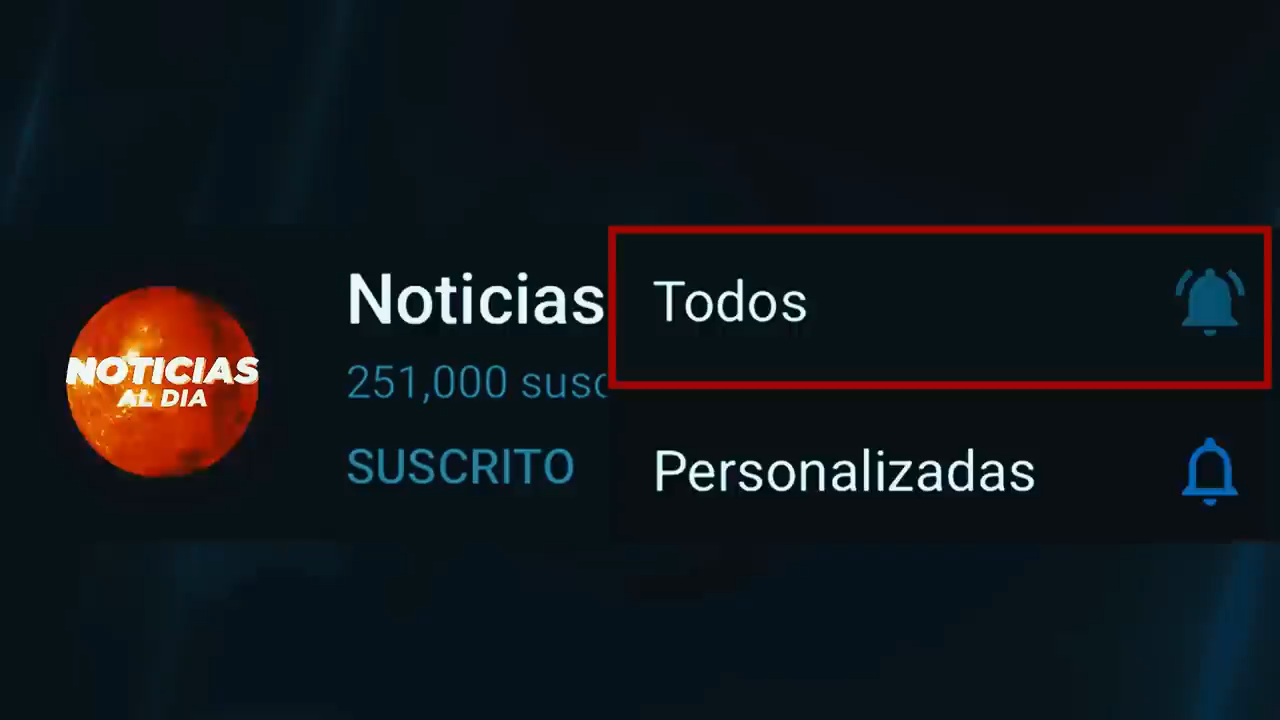 NOTICIAS
AL DIA
Noticias
251,000 susc
SUSCRITO
Todos
Personalizadas